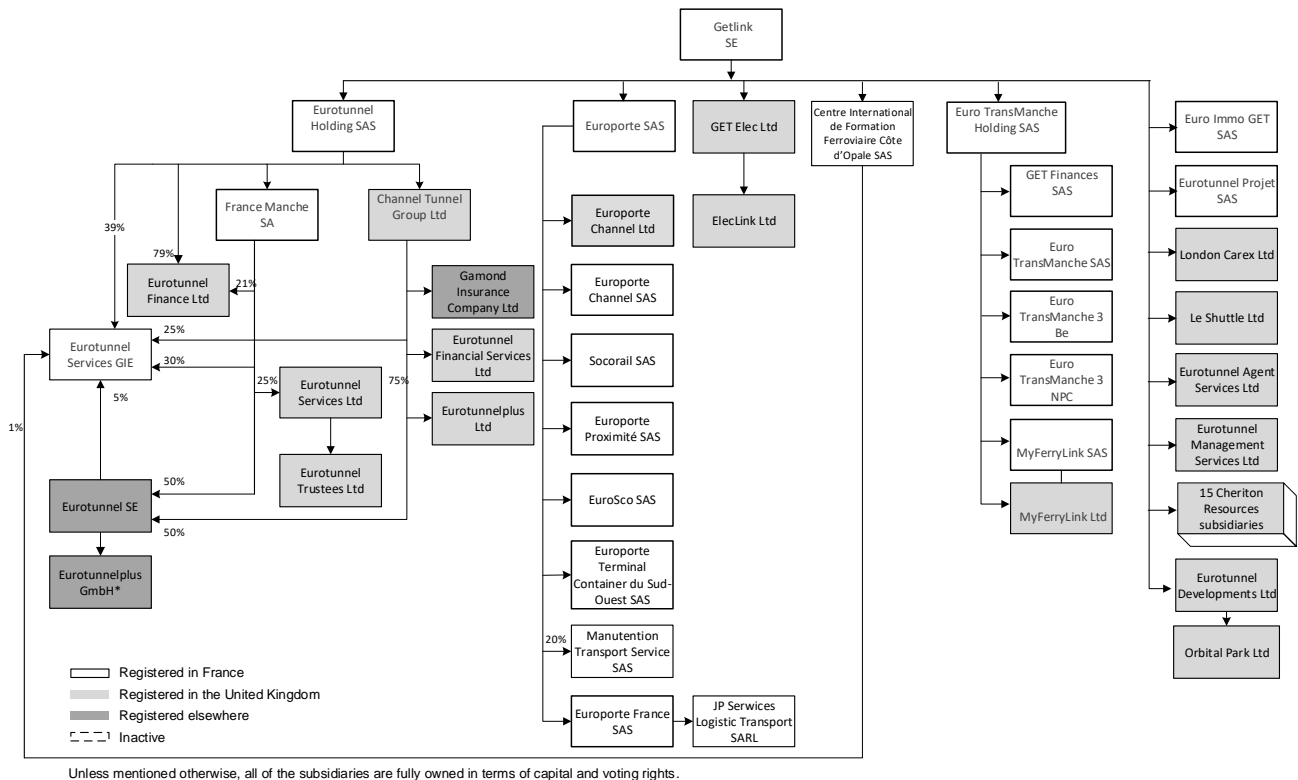 Getlink
SE
Eurotunnel
Holding SAS
Europorte SAS
GET Elec Ltd
Centre International
de Formation
Ferroviaire Côte
d'Opale SAS
Euro TransManche
Holding SAS
Euro Immo GET
SAS
France Manche
SA
Channel Tunnel
Group Ltd
Europorte
Channel Ltd
ElecLink Ltd
GET Finances
SAS
Eurotunnel Projet
SAS
39%
79%
21%
Eurotunnel
Finance Ltd
Gamond
Insurance
Company Ltd
Europorte
Channel SAS
Euro
TransManche SAS
London Carex Ltd
Eurotunnel
Services GIE
25%
30%
5%
1%
Eurotunnel
Financial Services
Ltd
Socorail SAS
Euro
TransManche 3
Be
Le Shuttle Ltd
25%
Eurotunnel
Services Ltd
75%
Eurotunnelplus
Ltd
Europorte
Proximité SAS
Euro
TransManche 3
NPC
Eurotunnel Agent
Services Ltd
Eurotunnel
Trustees Ltd
MyFerryLink SAS
Eurotunnel
Management
Services Ltd
Eurotunnel SE
50%
50%
EuroSco SAS
MyFerryLink Ltd
15 Cheriton
Resources
subsidiaries
Eurotunnelplus
GmbH*
Europorte
Terminal
Container du Sud-
Ouest SAS
Eurotunnel
Developments Ltd
20%
Manutention
Transport Service
SAS
Orbital Park Ltd
Europorte France
SAS
JP Services
Logistic Transport
SARL
Registered in France
Registered in the United Kingdom
Registered elsewhere
Inactive
Unless mentioned otherwise, all of the subsidiaries are fully owned in terms of capital and voting rights.